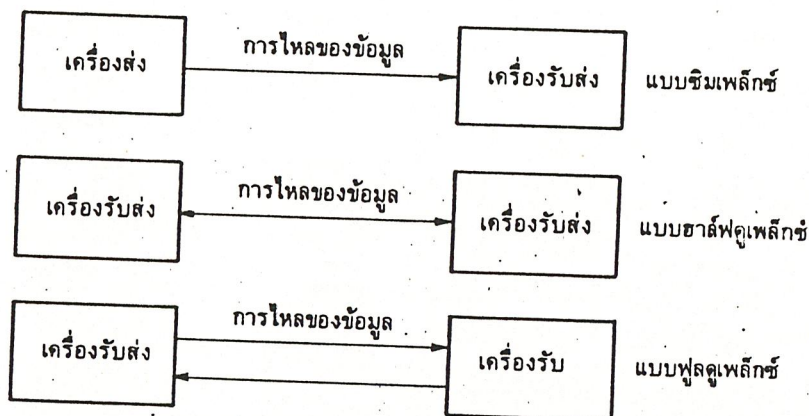 การไหลของข้อมูล
เครื่องส่ง เครื่องรับส่ง แบบซิมเพล็กซ์
การไหลของข้อมูล
เครื่องรับส่ง เครื่องรับส่ง แบบฮาล์ฟดูเพล็กซ์
การไหลของข้อมูล
เครื่องรับส่ง เครื่องรับ แบบฟูลดูเพล็กซ์